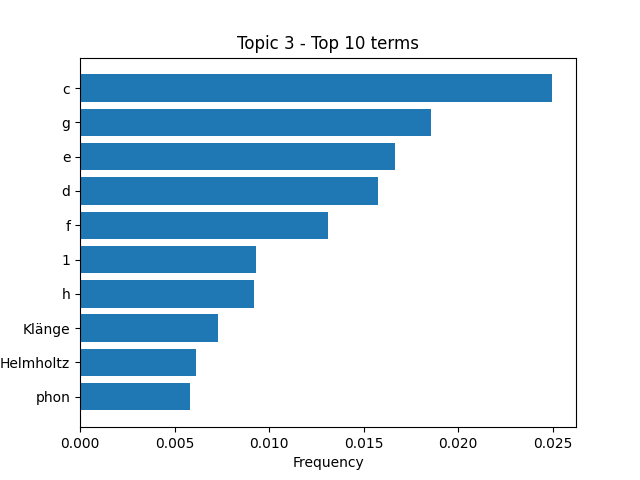 Topic 3 - Top 10 terms
c
g
e
d
f
1
h
Klänge
Helmholtz
phon
0.000 0.005 0.010 0.015 0.020 0.025
Frequency